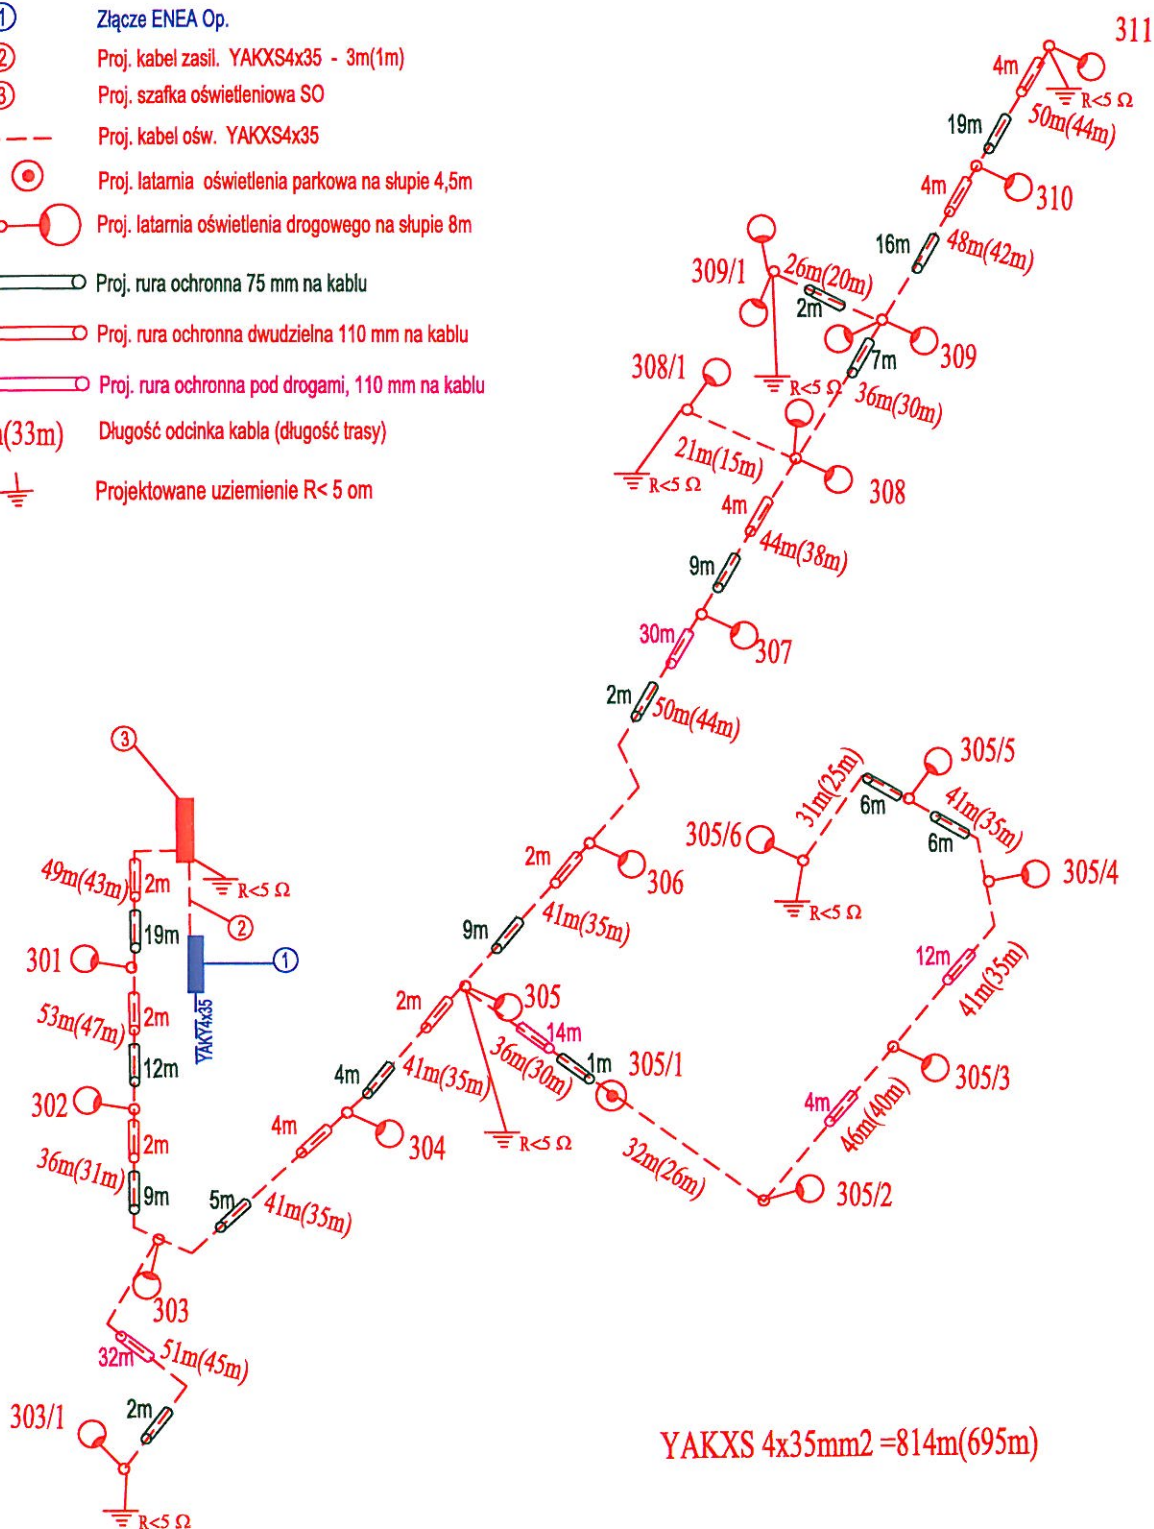 1
Złącze ENEA Op.
2
Proj. kabel zasil. YAKXS4x35 - 3m(1m)
3
Proj. szafka oświetleniowa SO
Proj. kabel ośw. YAKXS4x35
Proj. latarnia oświetlenia parkowa na słupie 4,5m
Proj. latarnia oświetlenia drogowego na słupie 8m
Proj. rura ochronna 75 mm na kablu
Proj. rura ochronna dwudzielna 110 mm na kablu
Proj. rura ochronna pod drogami, 110 mm na kablu
(33m)
Długość odcinka kabla (długość trasy)
Projektowane uziemienie R< 5 om
311
4m
R<5 Ω
50m(44m)
19m
4m
310
16m
48m(42m)
309/1
26m(20m)
2m
309
7m
R<5 Ω
36m(30m)
308/1
21m(15m)
R<5 Ω
308
4m
44m(38m)
9m
30m
307
2m
50m(44m)
3
305/5
31m(25m)
6m
41m(35m)
6m
305/6
305/4
R<5 Ω
2m
306
41m(35m)
9m
49m(43m)
2m
R<5 Ω
2
19m
301
1
YAKY4x35
53m(47m)
2m
12m
302
2m
36m(31m)
9m
12m
41m(35m)
305
2m
14m
36m(30m)
1m
305/1
4m
41m(35m)
305/3
4m
46m(40m)
4m
304
R<5 Ω
32m(26m)
305/2
5m
41m(35m)
303
32m
51m(45m)
2m
303/1
R<5 Ω
YAKXS 4x35mm2 =814m(695m)